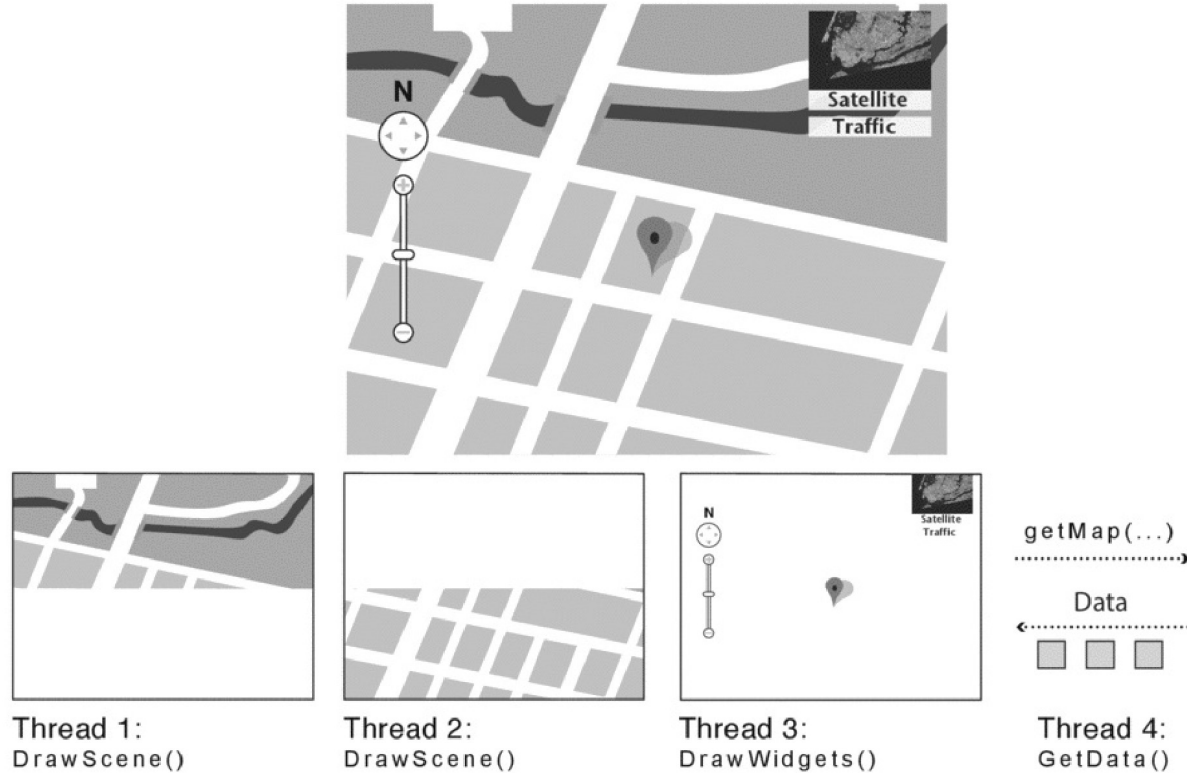 N
Satellite
Traffic
N
Satellite
Traffic
getMap(...)
Data
Thread 1:
DrawScene()
Thread 2:
DrawScene()
Thread 3:
DrawWidgets()
Thread 4:
GetData()